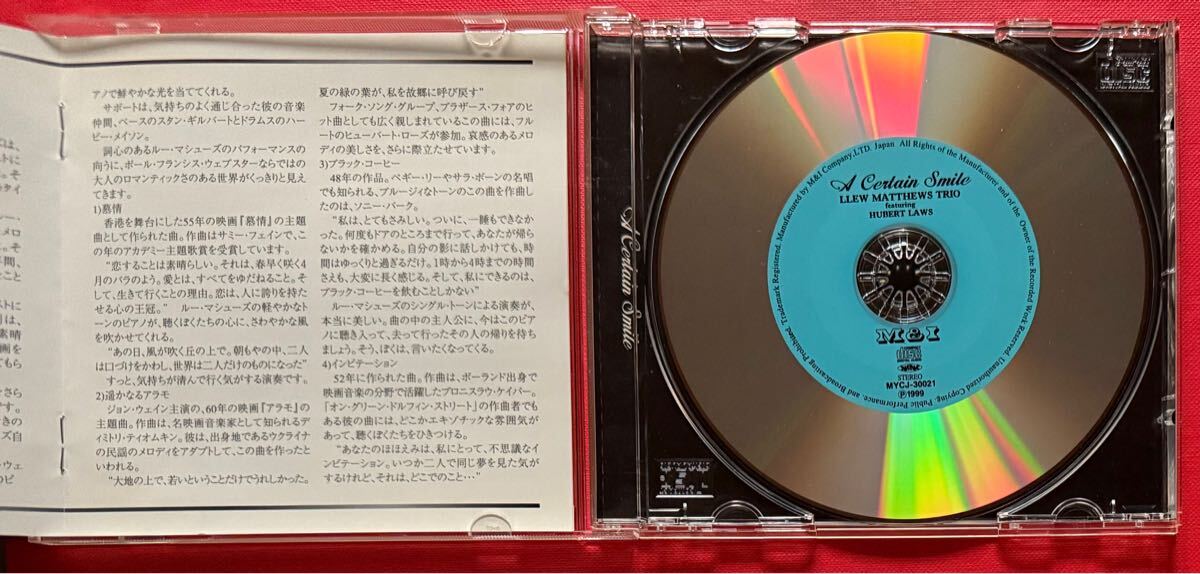 アノで鮮やかな光を当ててくれる。
サポートは、気持ちのよく通じ合った彼の音楽
仲間、ベースのスタン・ギルバートとドラムスのハー
ビー・メイソン。
詞心のあるルー・マシューズのパフォーマンスの
向うに、ポール・フランシス・ウェブスターならではの
大人のロマンティックさのある世界がくっきりと見え
てきます。
1)慕情
香港を舞台にした55年の映画『慕情』の主題
曲として作られた曲。作曲はサミー・フェインで、こ
の年のアカデミー主題歌賞を受賞しています。
“恋することは素晴らしい。それは、春早く咲く4
月のバラのよう。愛とは、すべてをゆだねること。そ
して、生きて行くことの理由。恋は、人に誇りを持た
せる心の王冠。” ルー・マシューズの軽やかなト
ーンのピアノが、聴くぼくたちの心に、さわやかな風
を吹かせてくれる。
“あの日、風が吹く丘の上で。朝もやの中、二人
は口づけをかわし、世界は二人だけのものになった”
すっと、気持ちが清んで行く気がする演奏です。
2)遥かなるアラモ
ジョン・ウェイン主演の、60年の映画『アラモ』の
主題曲。作曲は、名映画音楽家として知られるディ
ミトリ・ティオムキン。彼は、出身地であるウクライナ
の民謡のメロディをアダプトして、この曲を作ったと
いわれる。
“大地の上で、若いということだけでうれしかった。
夏の緑の葉が、私を故郷に呼び戻す”
フォーク・ソング・グループ、ブラザース・フォアのヒ
ット曲としても広く親しまれているこの曲には、フル
ートのヒューバート・ローズが参加。哀感のあるメロ
ディの美しさを、さらに際立たせています。
3)ブラック・コーヒー
48年の作品。ペギー・リーやサラ・ボーンの名唱
でも知られる、ブルージィなトーンのこの曲を作曲し
たのは、ソニー・バーク。
“私は、とてもさみしい。ついに、一睡もできなか
った。何度もドアのところまで行って、あなたが帰ら
ないかを確かめる。自分の影に話しかけても、時
間はゆっくりと過ぎるだけ。1時から4時までの時間
さえも、大変に長く感じる。そして、私にできるのは、
ブラック・コーヒーを飲むことしかない”
ルー・マシューズのシングル・トーンによる演奏が、
本当に美しい。曲の中の主人公に、今はこのピア
ノに聴き入って、去って行ったその人の帰りを待ち
ましょう。そう、ぼくは、言いたくなってくる。
4)インビテーション
52年に作られた曲。作曲は、ポーランド出身で
映画音楽の分野で活躍したブロニスラウ・ケイパー。
「オン・グリーン・ドルフィン・ストリート」の作曲者でも
ある彼の曲には、どこかエキゾチックな雰囲気が
あって、聴くぼくたちをひきつける。
“あなたのほほえみは、私にとって、不思議なイ
ンビテーション。いつか二人で同じ夢を見た気が
するけれど、それは、どこでのこと…”
A Certain Smile
A Certain Smile
LLEW MATTHEWS TRIO
featuring
HUBERT LAWS
M&I
STEREO
MYCJ-30021
Ⓟ1999
Trademark Registered. Manufactured by M&I Company,LTD. Japan All Rights of the Manufacturer and of the Owner of the Recorded Work Reserved. Unauthorized Copying, Public Performance, and Broadcasting Prohibited.